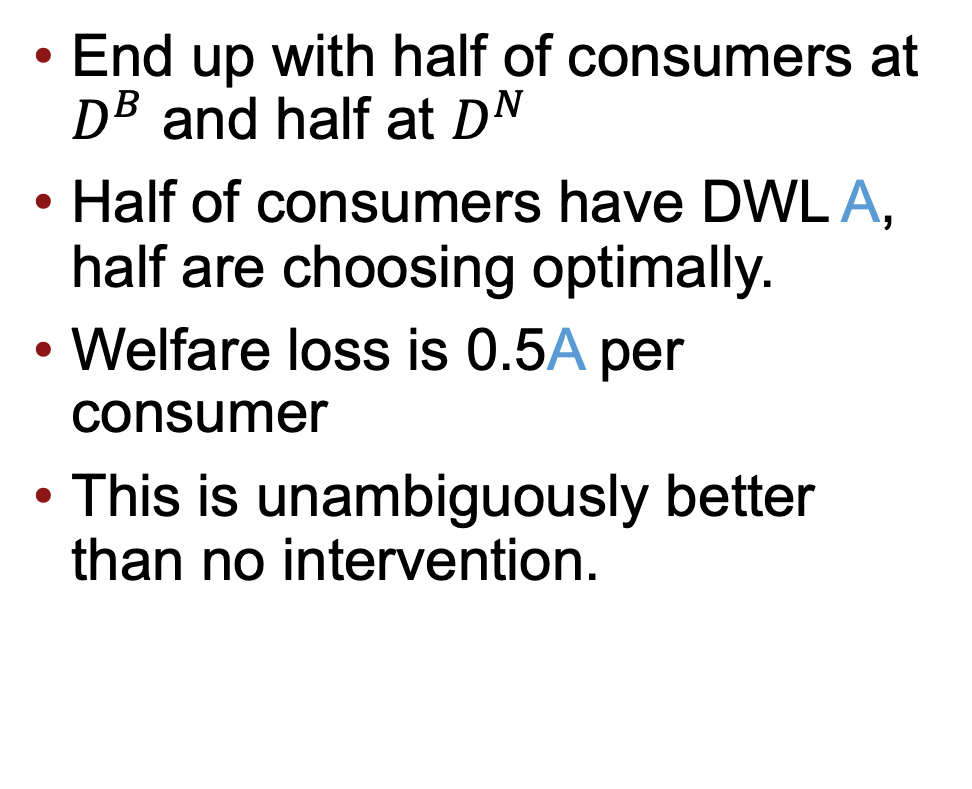 • End up with half of consumers at
D^B and half at D^N
• Half of consumers have DWL A,
half are choosing optimally.
• Welfare loss is 0.5A per
consumer
• This is unambiguously better
than no intervention.